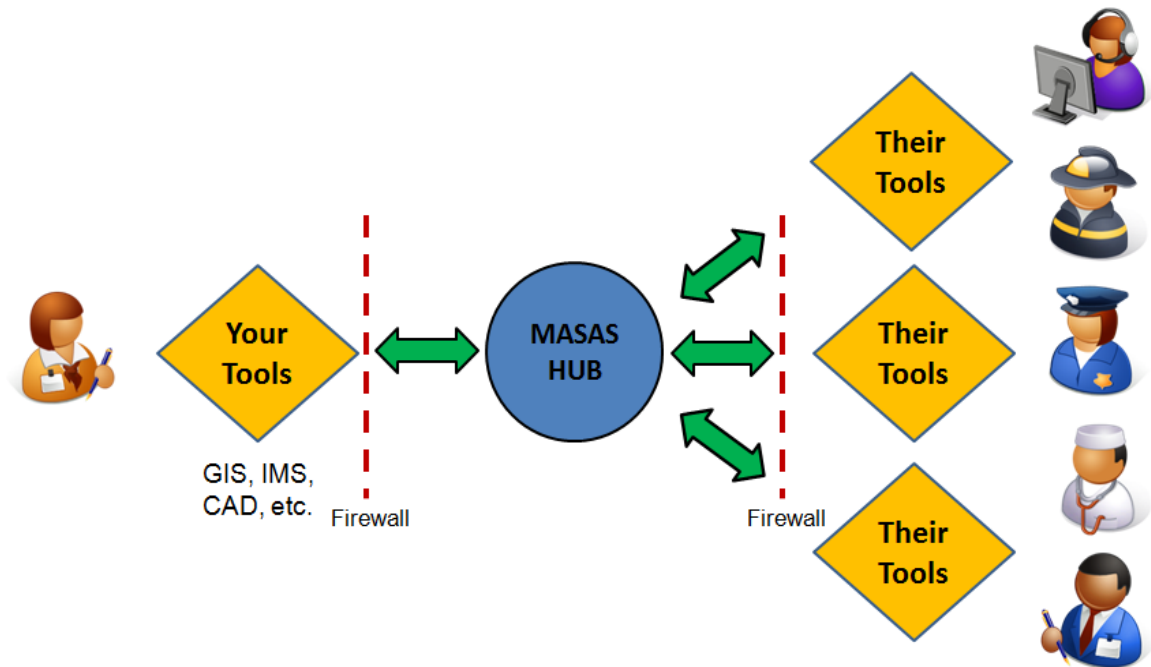 Your
Tools
GIS, IMS,
CAD, etc.
Firewall
MASAS
HUB
Firewall
Their
Tools
Their
Tools
Their
Tools